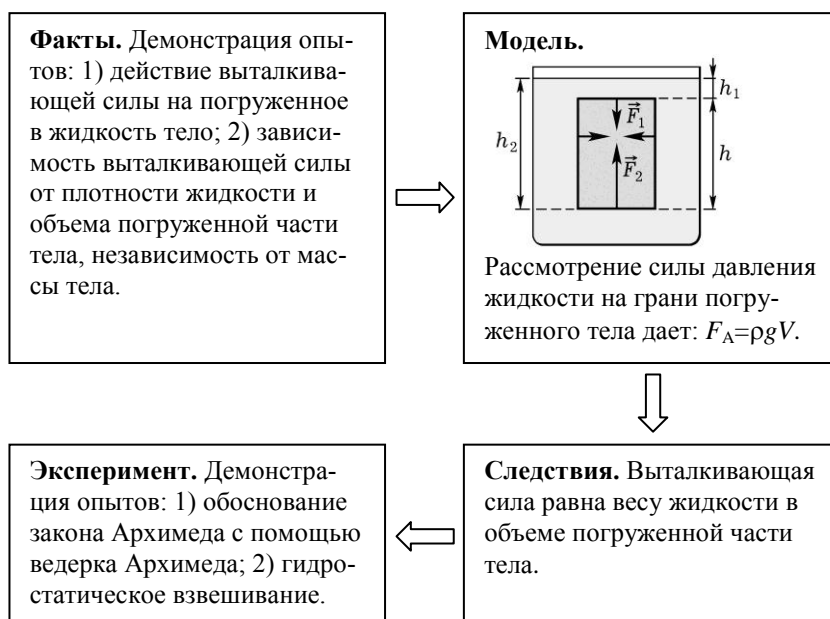 Факты. Демонстрация опы-
тов: 1) действие выталкива-
ющей силы на погруженное
в жидкость тело; 2) зависи-
мость выталкивающей силы
от плотности жидкости и
объема погруженной части
тела, независимость от мас-
сы тела.
Модель.
h₁
F⃗₁
h₂
h
F⃗₂
Рассмотрение силы давления
жидкости на грани погру-
женного тела дает: F_A=ρgV.
Следствия. Выталкивающая
сила равна весу жидкости в
объеме погруженной части
тела.
Эксперимент. Демонстра-
ция опытов: 1) обоснование
закона Архимеда с помощью
ведерка Архимеда; 2) гидро-
статическое взвешивание.